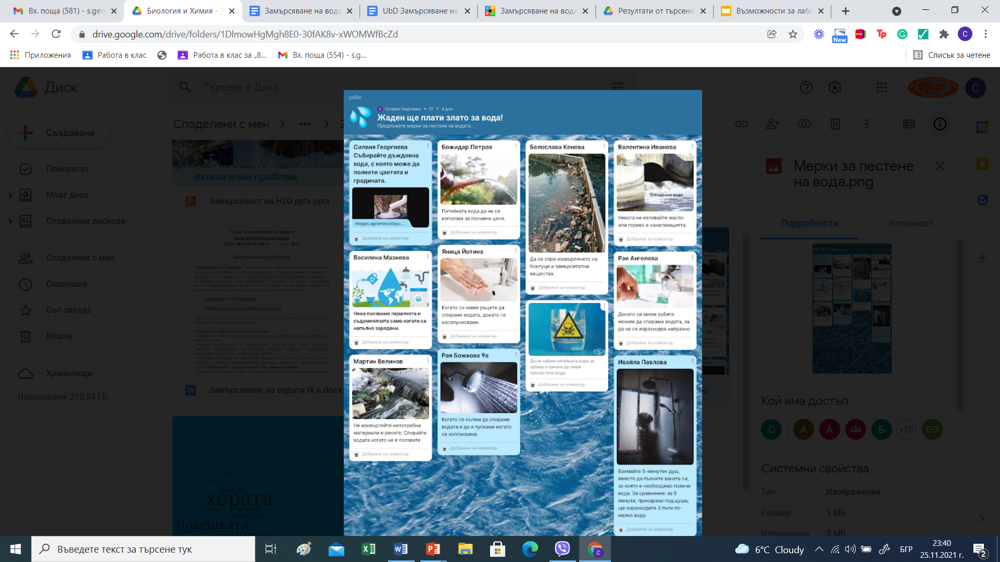 Вх. поща (581) - s.geo
Биология и Химия - З
Замърсяване на вода
UbD Замърсяване на
Замърсяване на води
Резултати от търсене
Възможности за лабо
drive.google.com/drive/folders/1DlmowHgMgh8E0-30fAK8v-xWOMWfBcZd
New
Приложения
Работа в клас
Работа в клас за „8...
Вх. поща (554) - s.g...
Списък за четене
Диск
Търсете в Диск
Създаване
Приоритет
Моят диск
Споделени дискове
Споделени с мен
Скорошни
Със звезда
Кошче
Хранилище
Използвани: 210,84 ГБ
Споделени с мен
екологичен проблем
Замърсеност на H2O pptx.pptx
Тема: Замърсяване на водите
Урок по биология и химия
Замърсяване на водата IX а.docx
horata
хората
Човешката
padlet
Силвия Георгиева + 10 8 дни
Жаден ще плати злато за вода!
Предложете мерки за пестене на водата.
Силвия Георгиева
Събирайте дъждовна
вода, с която може да
полеете цветята и
градината.
images.agromassidayu....
Добавяне на коментар
Василена Мазнева
Нека ползваме пералнята и
съдомиялната само когато са
напълно заредени.
Добавяне на коментар
Мартин Велинов
Не изхвърляйте непотребни
материали в реките; Спирайте
водата когато не я ползвате
Добавяне на коментар
Божидар Петров
Питейната вода да не се
използва за поливни цели.
Добавяне на коментар
Яница Йотина
Когато си мием ръцете да
спираме водата, докато ги
насапунисваме.
Добавяне на коментар
Рая Божкова 9а
Когато се къпем да спираме
водата и да я пускаме когато
се изплакваме.
Добавяне на коментар
Белослава Кенова
Да се спре изхвърлянето на
боклуци и замърсителни
вещества.
Добавяне на коментар
Да не хабим питейната вода за
забава и винаги да пием
пречистена вода.
Добавяне на коментар
Валентина Иванова
Отпадъчни води
Никога не изливайте масло
или гориво в канализацията.
Добавяне на коментар
Рая Ангелова
Докато си мием зъбите
можем да спираме водата, за
да не се изразходва напразно.
Добавяне на коментар
Ивайла Павлова
Взимайте 5-минутен душ,
вместо да пълните ваната си,
за която е необходимо повече
вода. За сравнение: за 5
минути, прекарани под душа,
ще изразходите 3 пъти по-
малко вода.
Добавяне на коментар
Мерки за пестене
на вода.png
Подробности
Активност
Кой има достъп
С А А Б +10
Системни свойства
Тип Изображение
Размер 3 МБ
Използвано 3 МБ
Въведете текст за търсене тук
6°C Cloudy
БГР
23:40
25.11.2021 г.
2